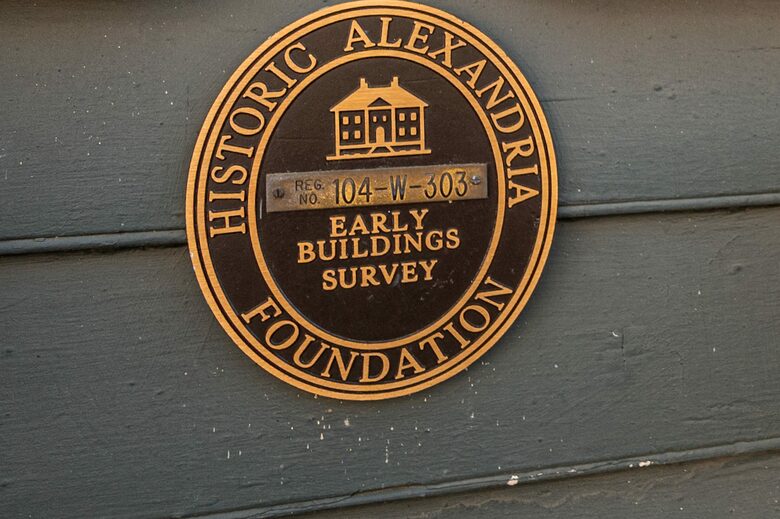 HISTORIC ALEXANDRIA
REG. NO. 104-W-303
EARLY
BUILDINGS
SURVEY
FOUNDATION